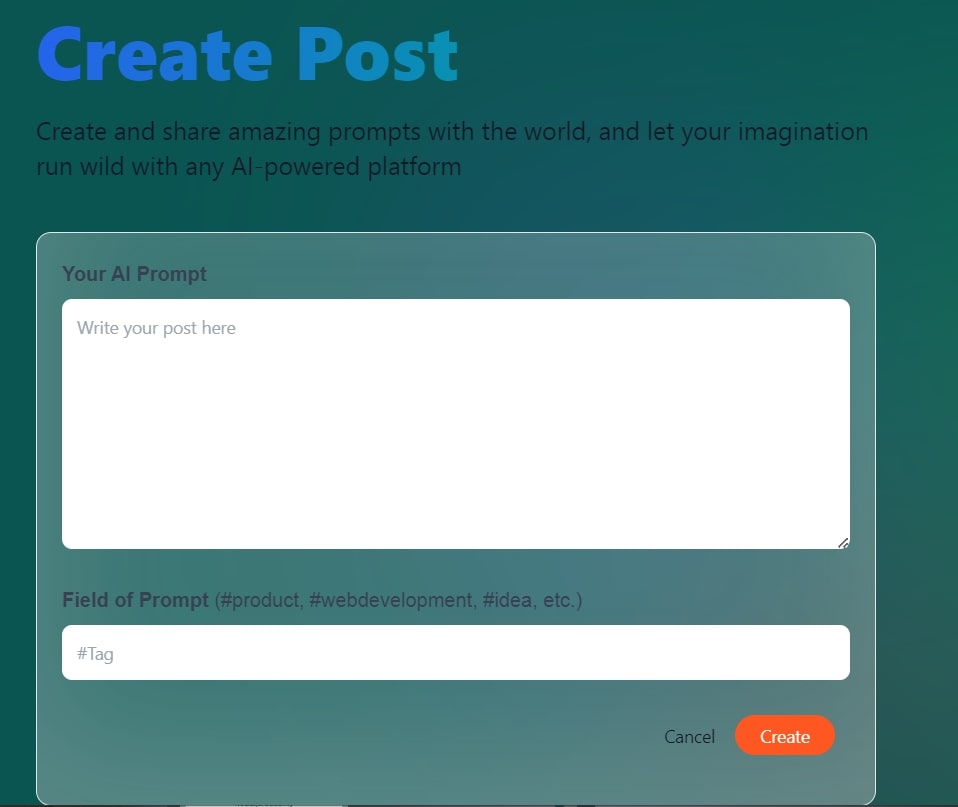 Create Post
Create and share amazing prompts with the world, and let your imagination
run wild with any AI-powered platform
Your AI Prompt
Write your post here
Field of Prompt (#product, #webdevelopment, #idea, etc.)
#Tag
Cancel Create